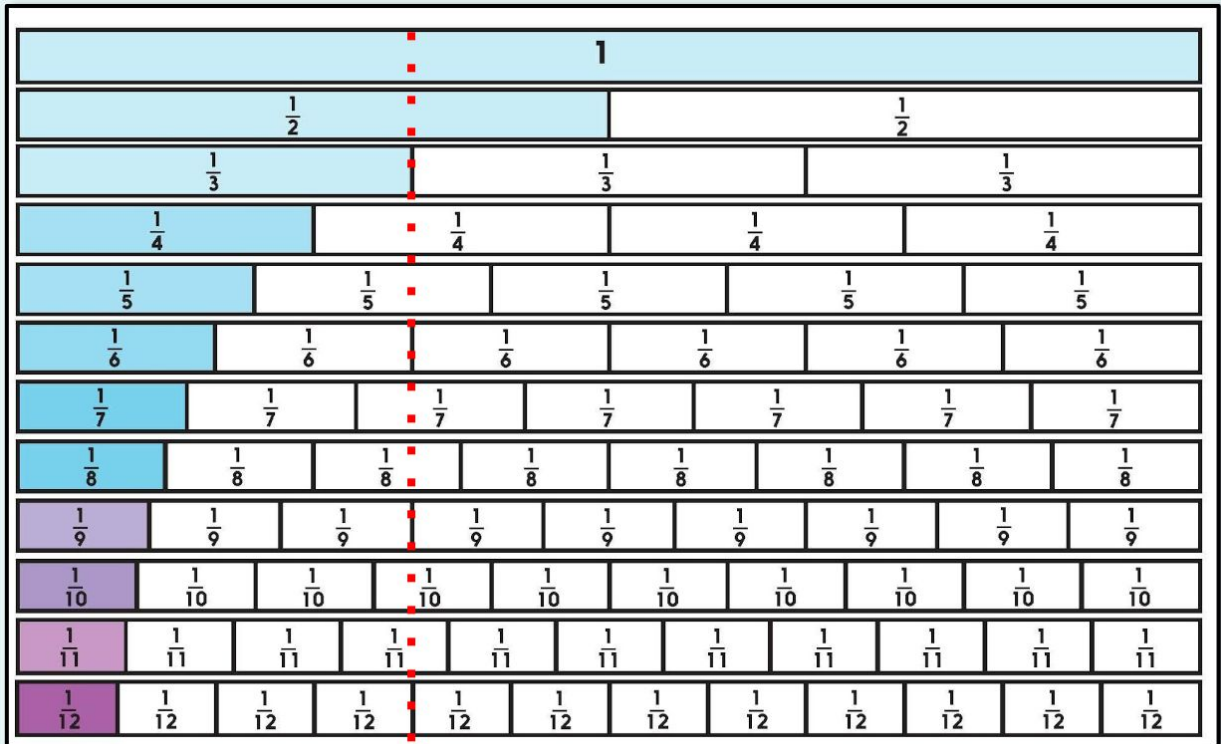 1
1/2 1/2
1/3 1/3 1/3
1/4 1/4 1/4 1/4
1/5 1/5 1/5 1/5 1/5
1/6 1/6 1/6 1/6 1/6 1/6
1/7 1/7 1/7 1/7 1/7 1/7 1/7
1/8 1/8 1/8 1/8 1/8 1/8 1/8 1/8
1/9 1/9 1/9 1/9 1/9 1/9 1/9 1/9 1/9
1/10 1/10 1/10 1/10 1/10 1/10 1/10 1/10 1/10 1/10
1/11 1/11 1/11 1/11 1/11 1/11 1/11 1/11 1/11 1/11 1/11
1/12 1/12 1/12 1/12 1/12 1/12 1/12 1/12 1/12 1/12 1/12 1/12